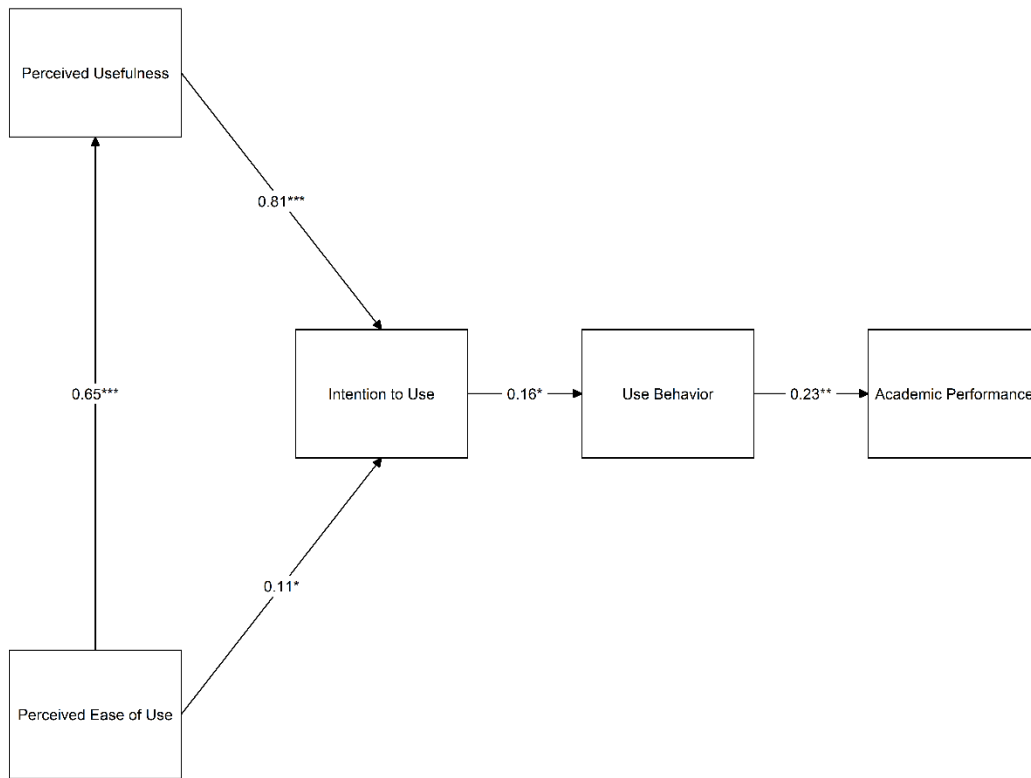 Perceived Usefulness
0.81***
0.65***
Intention to Use
0.16*
Use Behavior
0.23**
Academic Performance
0.11*
Perceived Ease of Use